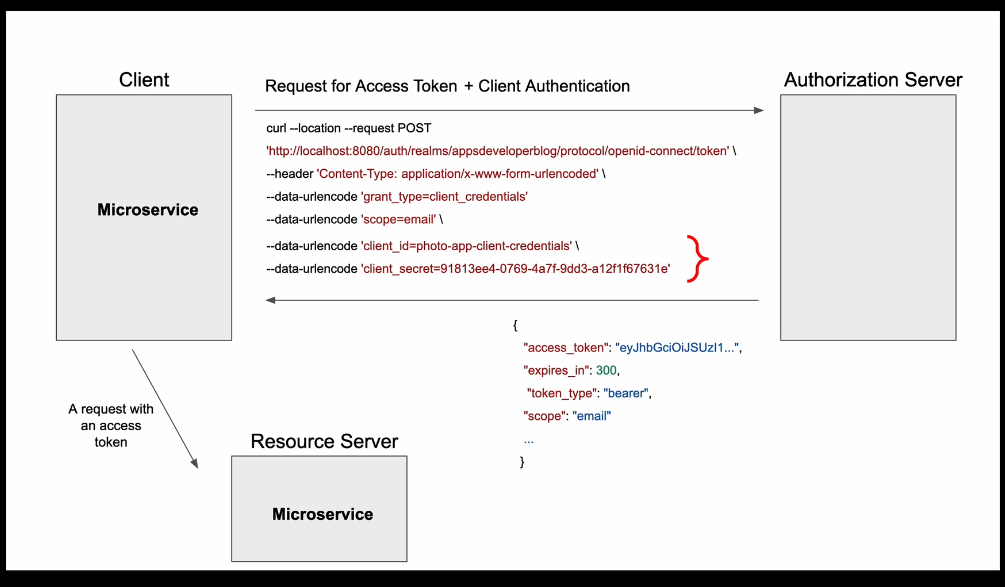 Client
Request for Access Token + Client Authentication
Authorization Server
curl --location --request POST
'http://localhost:8080/auth/realms/appsdeveloperblog/protocol/openid-connect/token' \
--header 'Content-Type: application/x-www-form-urlencoded' \
--data-urlencode 'grant_type=client_credentials'
--data-urlencode 'scope=email' \
--data-urlencode 'client_id=photo-app-client-credentials' \
--data-urlencode 'client_secret=91813ee4-0769-4a7f-9dd3-a12f1f67631e'
Microservice
{
"access_token": "eyJhbGciOiJSUzI1...",
"expires_in": 300,
"token_type": "bearer",
"scope": "email"
...
}
A request with
an access
token
Resource Server
Microservice